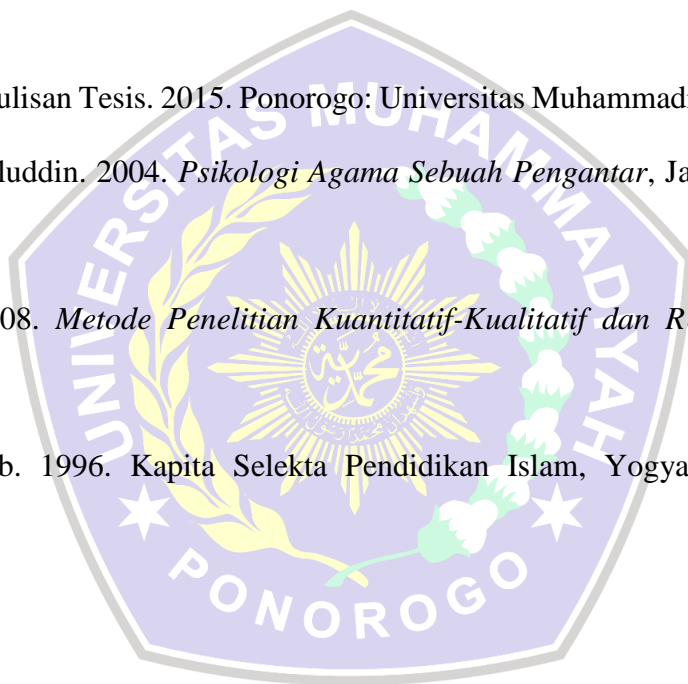 ulisan Tesis. 2015. Ponorogo: Universitas Muhammadi
luddin. 2004. Psikologi Agama Sebuah Pengantar, Ja
08. Metode Penelitian Kuantitatif-Kualitatif dan R
b. 1996. Kapita Selekta Pendidikan Islam, Yogya
UNIVERSITAS MUHAMMADIYAH
PONOROGO